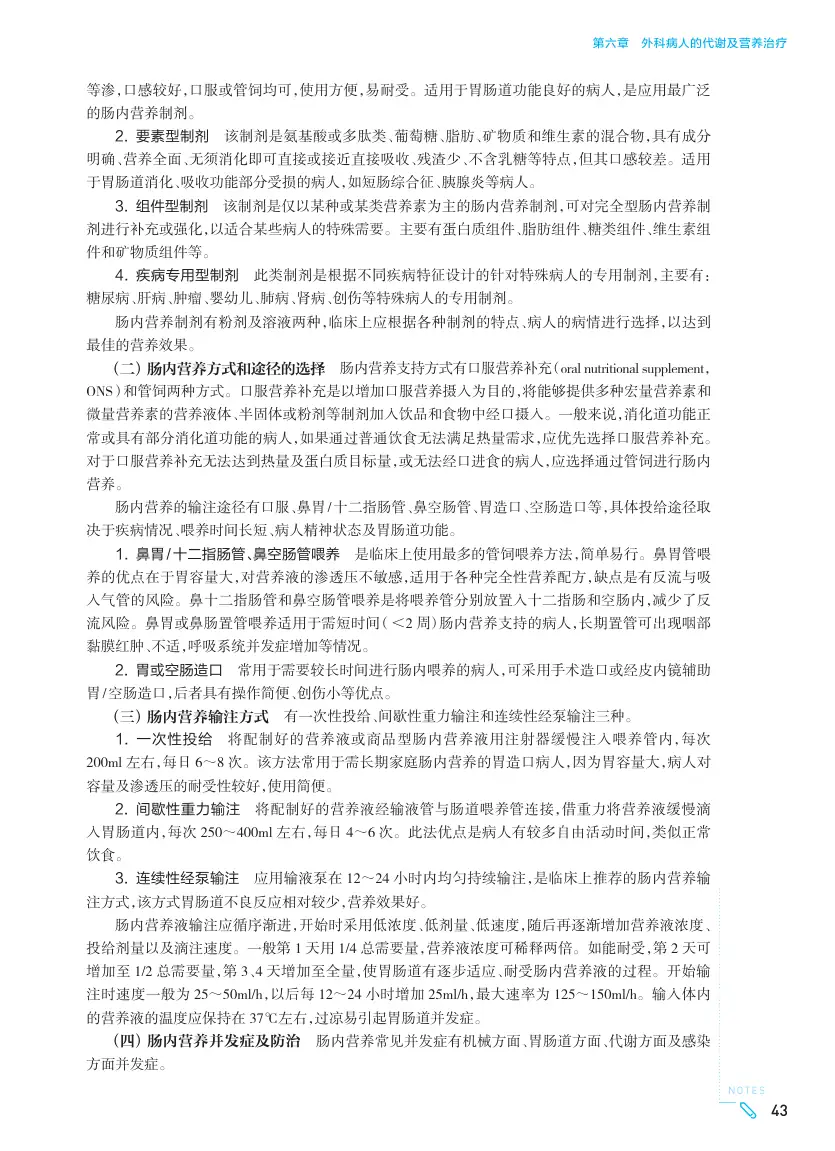 第六章　外科病人的代谢及营养治疗
等渗，口感较好，口服或管饲均可，使用方便，易耐受。适用于胃肠道功能良好的病人，是应用最广泛
的肠内营养制剂。
2. 要素型制剂　该制剂是氨基酸或多肽类、葡萄糖、脂肪、矿物质和维生素的混合物，具有成分
明确、营养全面、无须消化即可直接或接近直接吸收、残渣少、不含乳糖等特点，但其口感较差。适用
于胃肠道消化、吸收功能部分受损的病人，如短肠综合征、胰腺炎等病人。
3. 组件型制剂　该制剂是仅以某种或某类营养素为主的肠内营养制剂，可对完全型肠内营养制
剂进行补充或强化，以适合某些病人的特殊需要。主要有蛋白质组件、脂肪组件、糖类组件、维生素组
件和矿物质组件等。
4. 疾病专用型制剂　此类制剂是根据不同疾病特征设计的针对特殊病人的专用制剂，主要有：
糖尿病、肝病、肿瘤、婴幼儿、肺病、肾病、创伤等特殊病人的专用制剂。
肠内营养制剂有粉剂及溶液两种，临床上应根据各种制剂的特点、病人的病情进行选择，以达到
最佳的营养效果。
（二）肠内营养方式和途径的选择　肠内营养支持方式有口服营养补充（oral nutritional supplement，
ONS）和管饲两种方式。口服营养补充是以增加口服营养摄入为目的，将能够提供多种宏量营养素和
微量营养素的营养液体、半固体或粉剂等制剂加入饮品和食物中经口摄入。一般来说，消化道功能正
常或具有部分消化道功能的病人，如果通过普通饮食无法满足热量需求，应优先选择口服营养补充。
对于口服营养补充无法达到热量及蛋白质目标量，或无法经口进食的病人，应选择通过管饲进行肠内
营养。
肠内营养的输注途径有口服、鼻胃/十二指肠管、鼻空肠管、胃造口、空肠造口等，具体投给途径取
决于疾病情况、喂养时间长短、病人精神状态及胃肠道功能。
1. 鼻胃/十二指肠管、鼻空肠管喂养　是临床上使用最多的管饲喂养方法，简单易行。鼻胃管喂
养的优点在于胃容量大，对营养液的渗透压不敏感，适用于各种完全性营养配方，缺点是有反流与吸
入气管的风险。鼻十二指肠管和鼻空肠管喂养是将喂养管分别放置入十二指肠和空肠内，减少了反
流风险。鼻胃或鼻肠置管喂养适用于需短时间（＜2 周）肠内营养支持的病人，长期置管可出现咽部
黏膜红肿、不适，呼吸系统并发症增加等情况。
2. 胃或空肠造口　常用于需要较长时间进行肠内喂养的病人，可采用手术造口或经皮内镜辅助
胃/空肠造口，后者具有操作简便、创伤小等优点。
（三）肠内营养输注方式　有一次性投给、间歇性重力输注和连续性经泵输注三种。
1. 一次性投给　将配制好的营养液或商品型肠内营养液用注射器缓慢注入喂养管内，每次
200ml 左右，每日 6～8 次。该方法常用于需长期家庭肠内营养的胃造口病人，因为胃容量大，病人对
容量及渗透压的耐受性较好，使用简便。
2. 间歇性重力输注　将配制好的营养液经输液管与肠道喂养管连接，借重力将营养液缓慢滴
入胃肠道内，每次 250～400ml 左右，每日 4～6 次。此法优点是病人有较多自由活动时间，类似正常
饮食。
3. 连续性经泵输注　应用输液泵在 12～24 小时内均匀持续输注，是临床上推荐的肠内营养输
注方式，该方式胃肠道不良反应相对较少，营养效果好。
肠内营养液输注应循序渐进，开始时采用低浓度、低剂量、低速度，随后再逐渐增加营养液浓度、
投给剂量以及滴注速度。一般第 1 天用 1/4 总需要量，营养液浓度可稀释两倍。如能耐受，第 2 天可
增加至 1/2 总需要量，第 3、4 天增加至全量，使胃肠道有逐步适应、耐受肠内营养液的过程。开始输
注时速度一般为 25～50ml/h，以后每 12～24 小时增加 25ml/h，最大速率为 125～150ml/h。输入体内
的营养液的温度应保持在 37℃左右，过凉易引起胃肠道并发症。
（四）肠内营养并发症及防治　肠内营养常见并发症有机械方面、胃肠道方面、代谢方面及感染
方面并发症。
NOTES
43